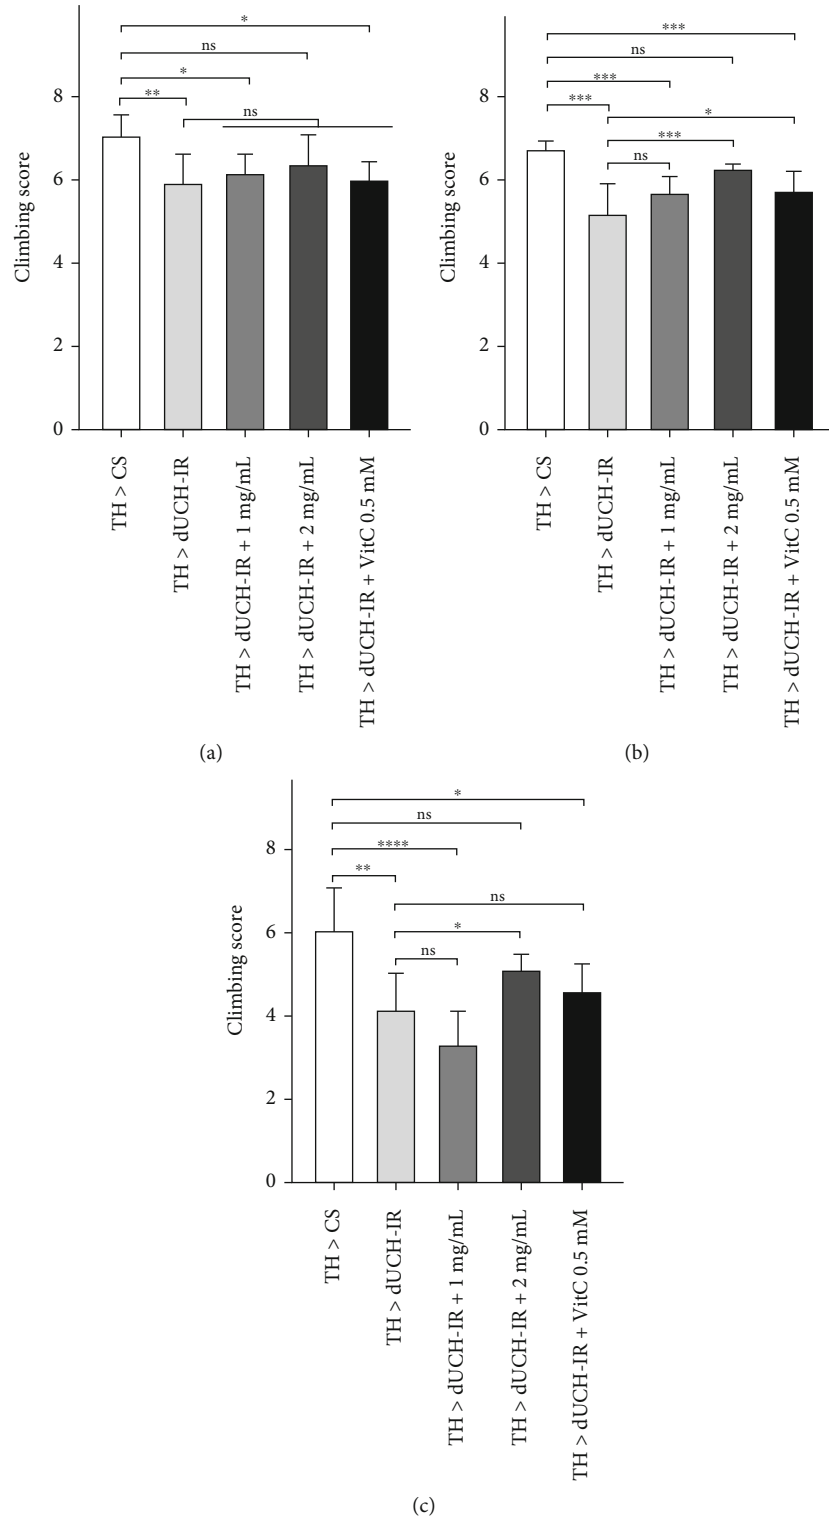 *
ns
*
**
ns
8
6
4
2
0
Climbing score
TH > CS
TH > dUCH-IR
TH > dUCH-IR + 1 mg/mL
TH > dUCH-IR + 2 mg/mL
TH > dUCH-IR + VitC 0.5 mM
(a)
***
ns
***
***
*
***
ns
8
6
4
2
0
Climbing score
TH > CS
TH > dUCH-IR
TH > dUCH-IR + 1 mg/mL
TH > dUCH-IR + 2 mg/mL
TH > dUCH-IR + VitC 0.5 mM
(b)
*
ns
****
**
ns
*
ns
8
6
4
2
0
Climbing score
TH > CS
TH > dUCH-IR
TH > dUCH-IR + 1 mg/mL
TH > dUCH-IR + 2 mg/mL
TH > dUCH-IR + VitC 0.5 mM
(c)